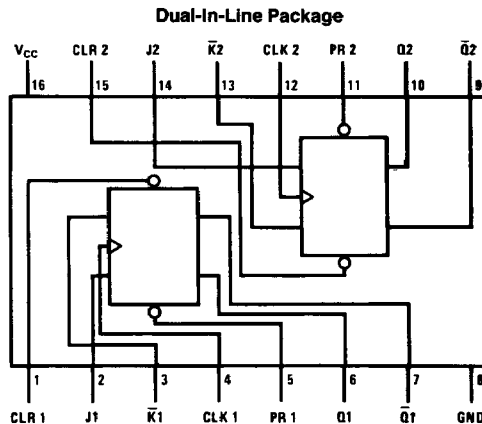 Dual-In-Line Package
VCC CLR 2 J2 K̅2 CLK 2 PR 2 Q2 Q̅2
16 15 14 13 12 11 10 9
1 2 3 4 5 6 7 8
CLR 1 J1 K̅1 CLK 1 PR 1 Q1 Q̅1 GND